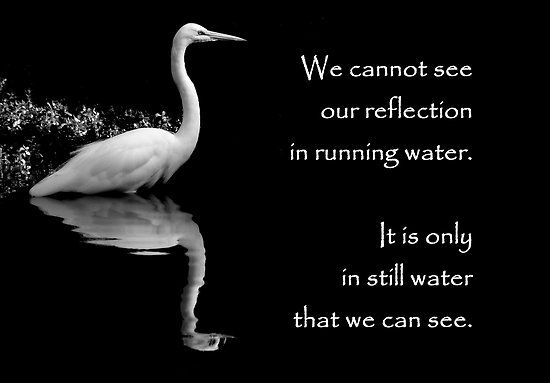 We cannot see
our reflection
in running water.
It is only
in still water
that we can see.